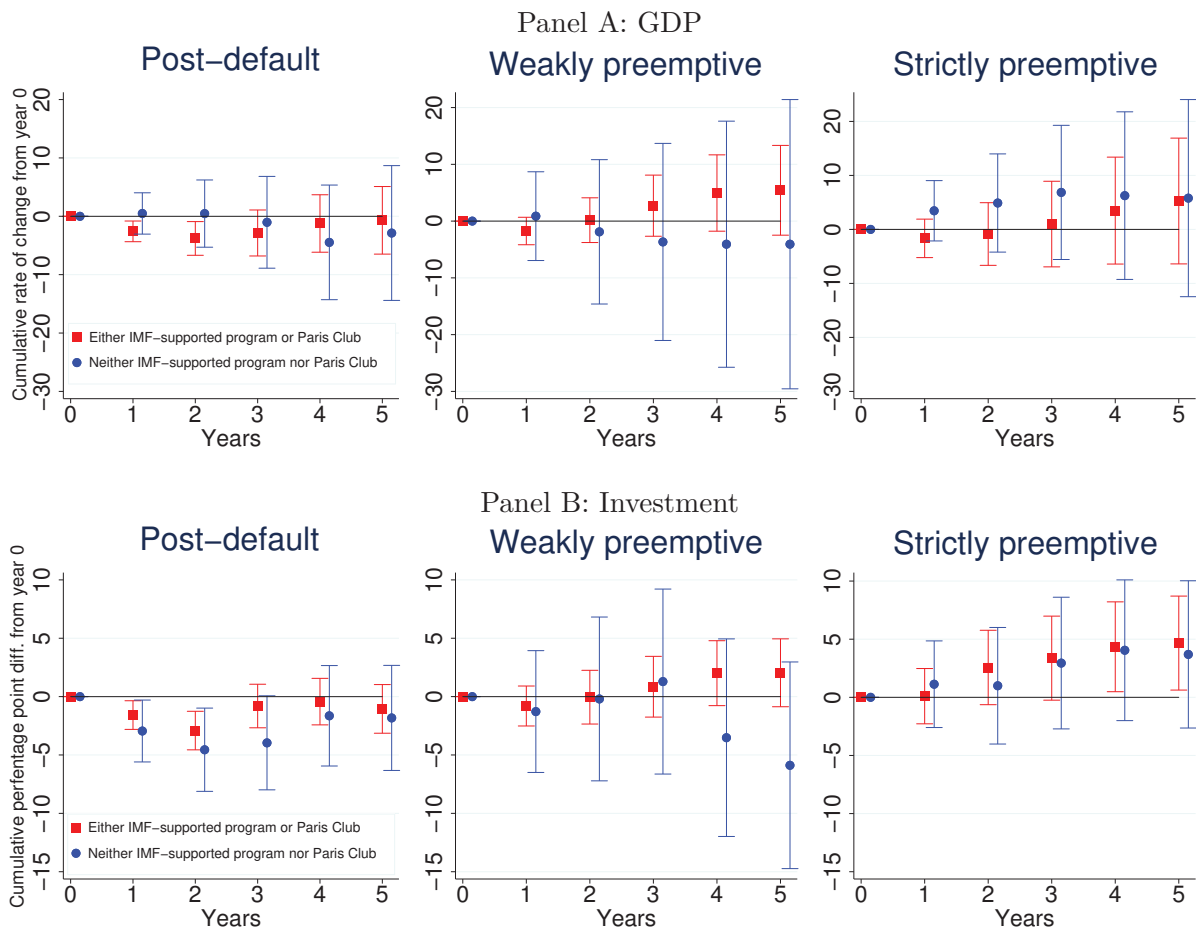 Panel A: GDP
Post−default
Weakly preemptive
Strictly preemptive
Cumulative rate of change from year 0
20
10
0
−10
−20
−30
Either IMF−supported program or Paris Club
Neither IMF−supported program nor Paris Club
0 1 2 3 4 5
Years
20
10
0
−10
−20
−30
0 1 2 3 4 5
Years
20
10
0
−10
−20
−30
0 1 2 3 4 5
Years
Panel B: Investment
Post−default
Weakly preemptive
Strictly preemptive
Cumulative perfentage point diff. from year 0
10
5
0
−5
−10
−15
Either IMF−supported program or Paris Club
Neither IMF−supported program nor Paris Club
0 1 2 3 4 5
Years
10
5
0
−5
−10
−15
0 1 2 3 4 5
Years
10
5
0
−5
−10
−15
0 1 2 3 4 5
Years